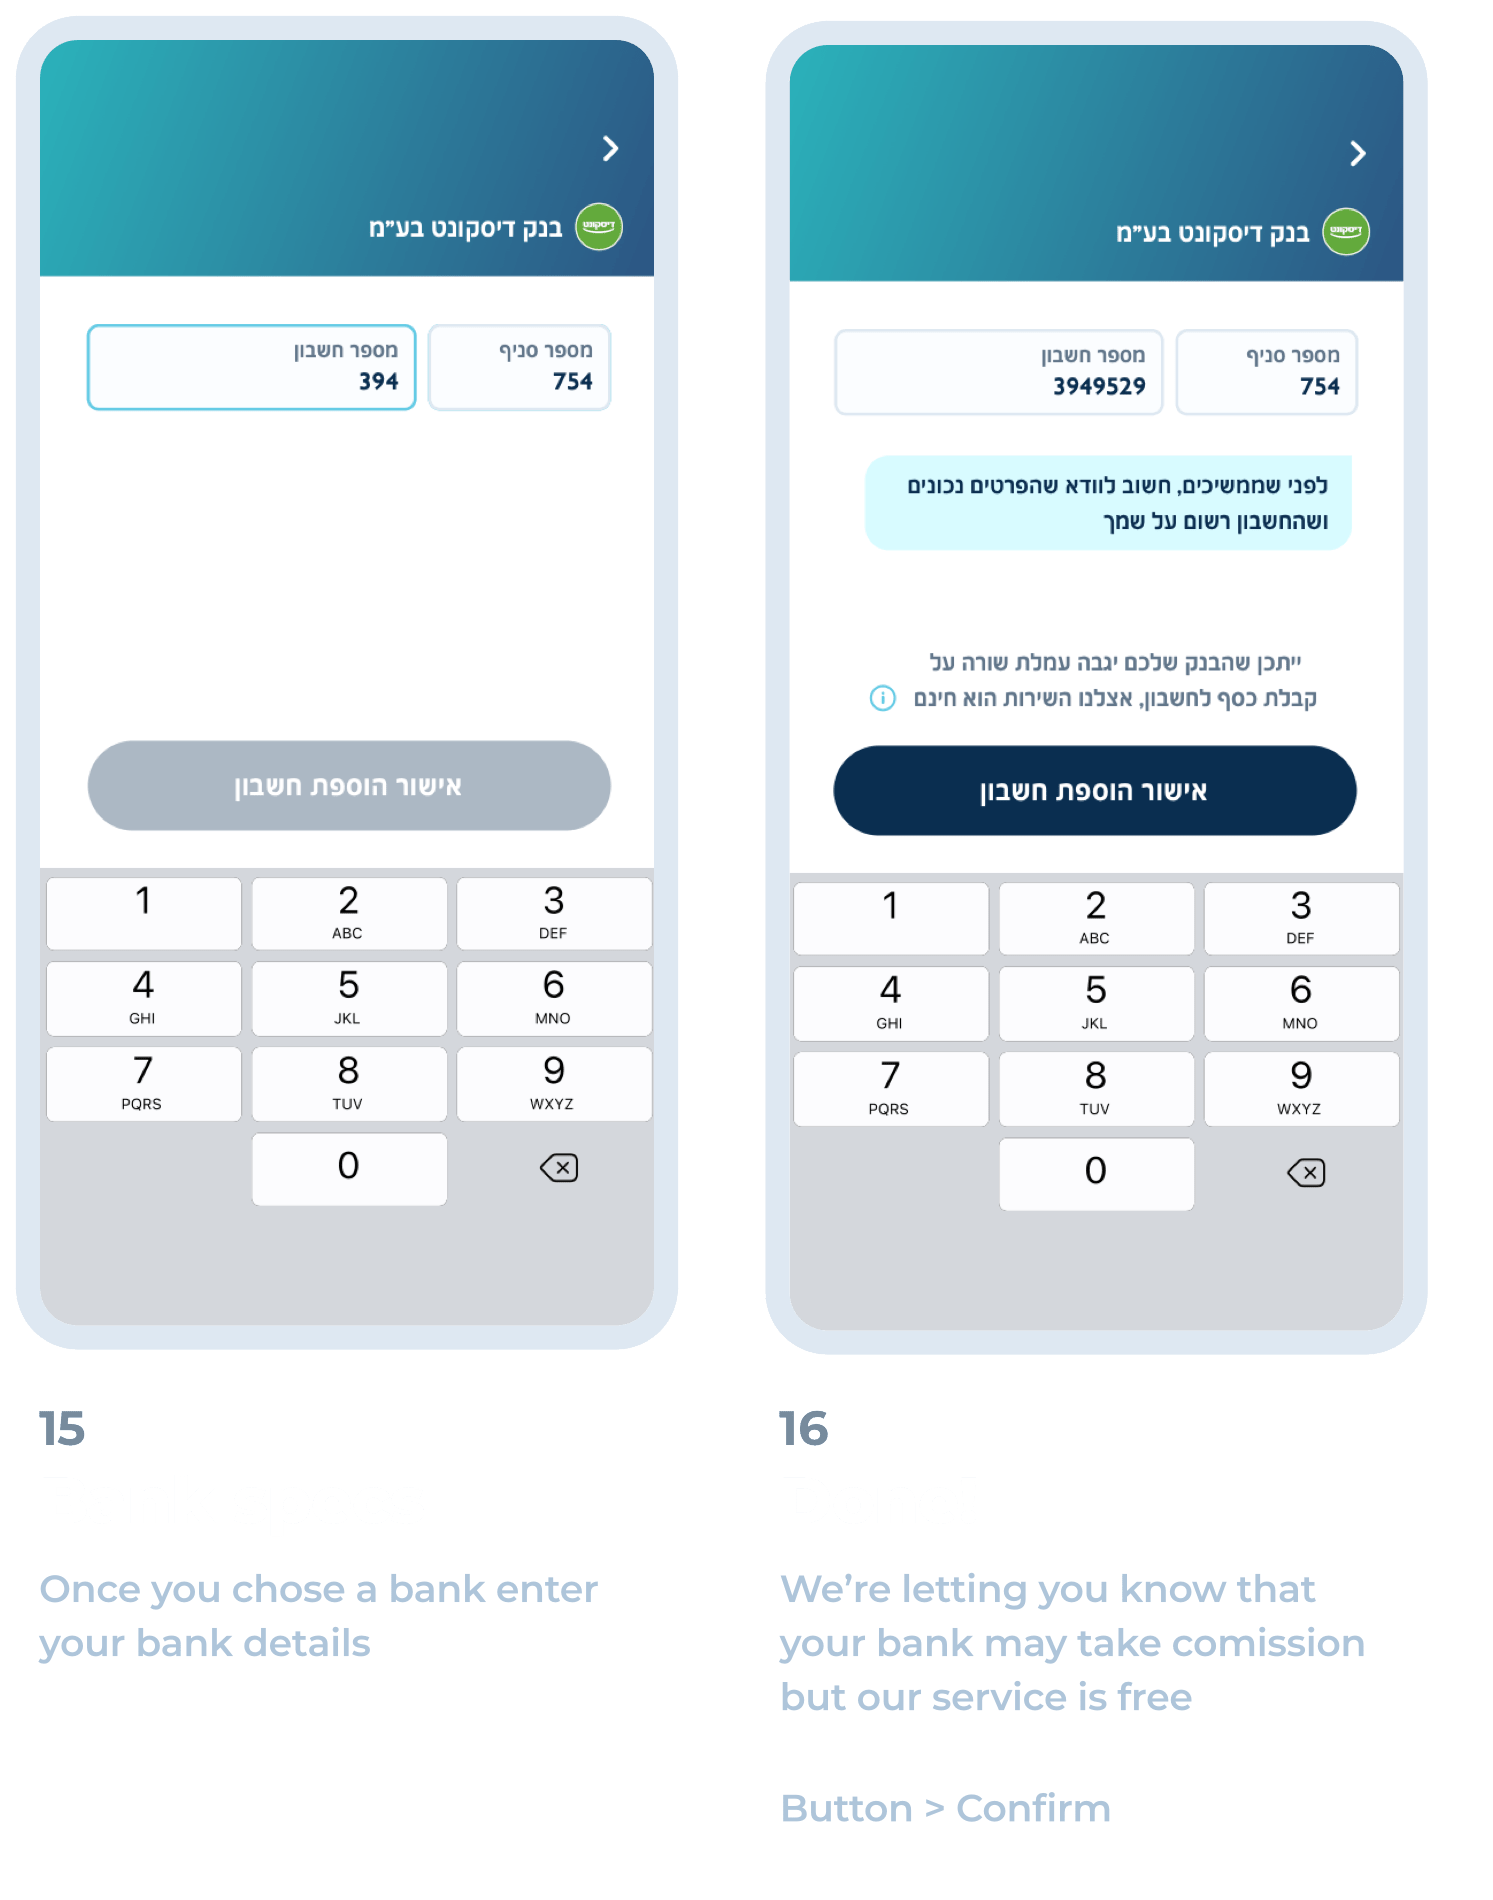 בנק דיסקונט בע״מ
דיסקונט
מספר סניף
754
מספר חשבון
394
אישור הוספת חשבון
1
2
ABC
3
DEF
4
GHI
5
JKL
6
MNO
7
PQRS
8
TUV
9
WXYZ
0
15
Once you chose a bank enter
your bank details
בנק דיסקונט בע״מ
דיסקונט
מספר סניף
754
מספר חשבון
3949529
לפני שממשיכים, חשוב לוודא שהפרטים נכונים
ושהחשבון רשום על שמך
ייתכן שהבנק שלכם יגבה עמלת שורה על
קבלת כסף לחשבון, אצלנו השירות הוא חינם
אישור הוספת חשבון
1
2
ABC
3
DEF
4
GHI
5
JKL
6
MNO
7
PQRS
8
TUV
9
WXYZ
0
16
We’re letting you know that
your bank may take comission
but our service is free
Button > Confirm